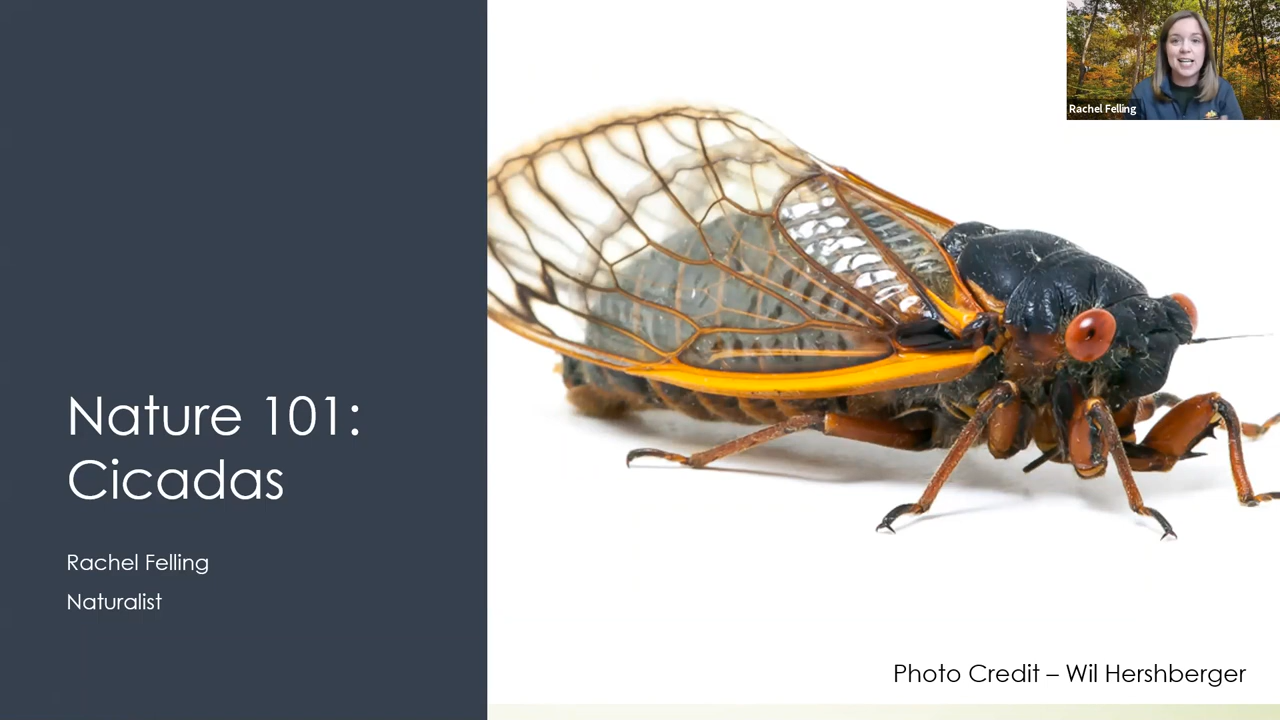 Rachel Felling
Nature 101:
Cicadas
Rachel Felling
Naturalist
Photo Credit – Wil Hershberger